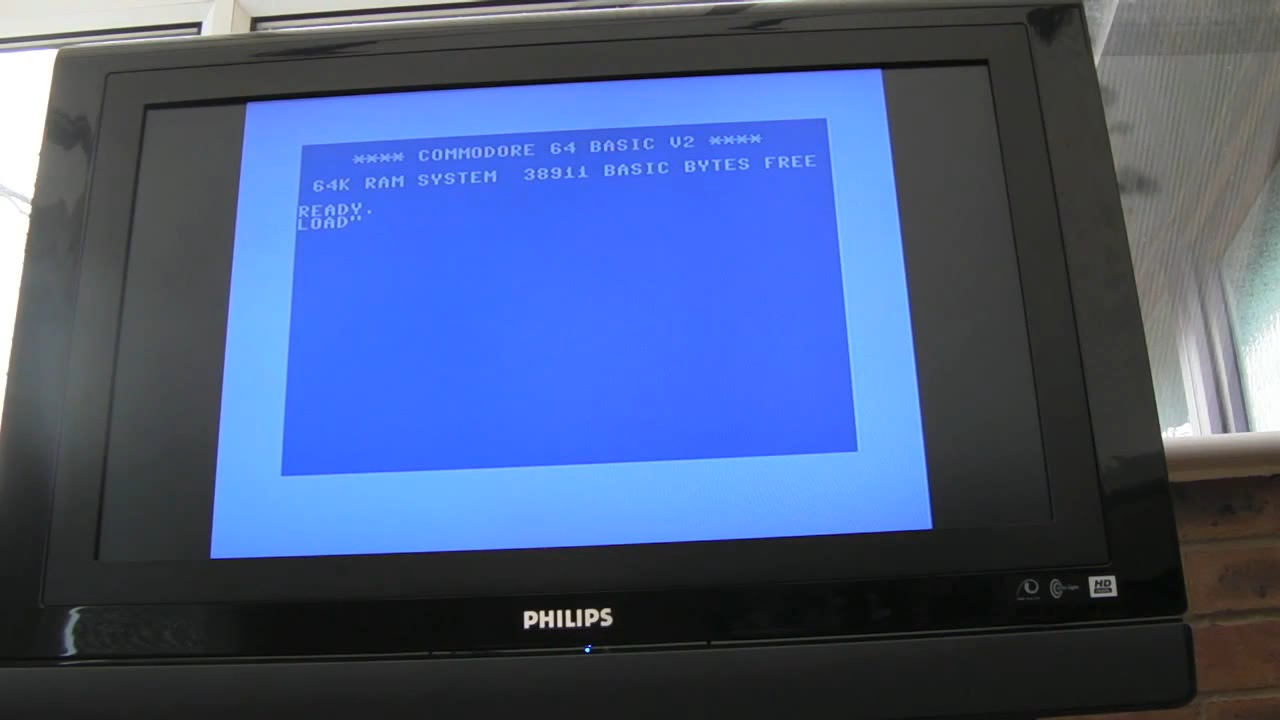 **** COMMODORE 64 BASIC V2 ****
64K RAM SYSTEM  38911 BASIC BYTES FREE
READY.
LOAD"
PHILIPS
HD